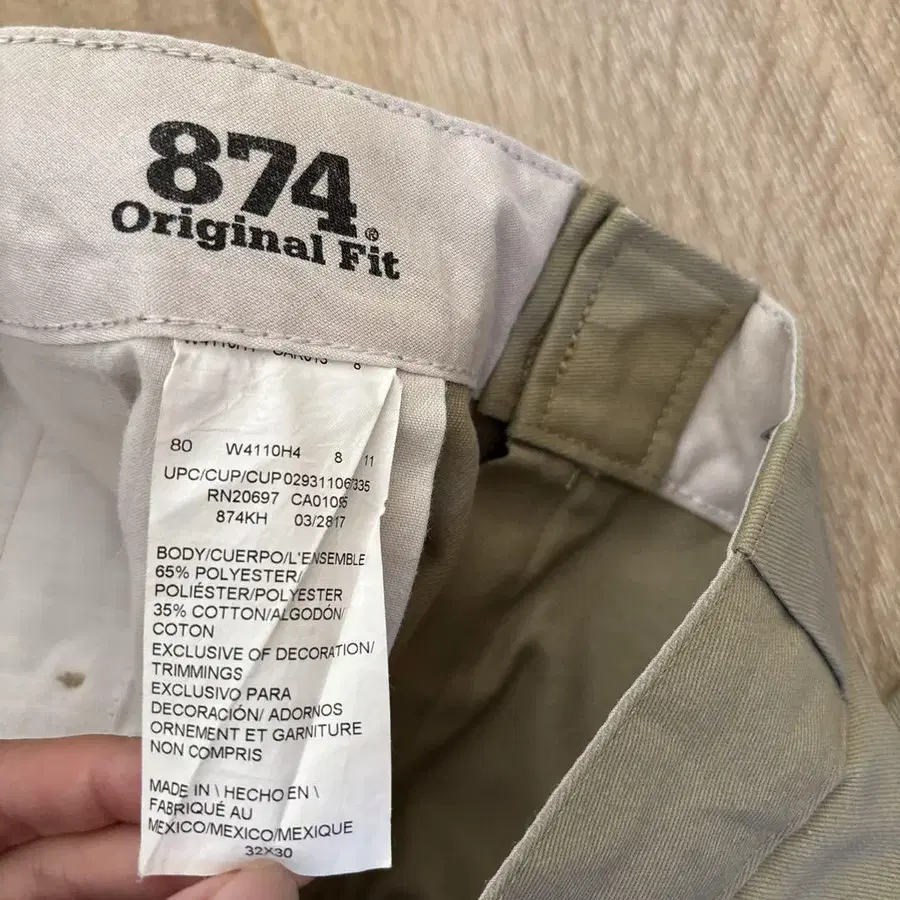 874®
Original Fit
80 W4110H4 8 11
UPC/CUP/CUP
RN20697
874KH 03/2817
BODY/CUERPO/L'ENSEMBLE
65% POLYESTER/
POLIÉSTER/POLYESTER
35% COTTON/ALGODÓN/
COTON
EXCLUSIVE OF DECORATION/
TRIMMINGS
EXCLUSIVO PARA
DECORACIÓN/ ADORNOS
ORNEMENT ET GARNITURE
NON COMPRIS
MADE IN \ HECHO EN \
FABRIQUÉ AU
MEXICO/MEXICO/MEXIQUE
32X30